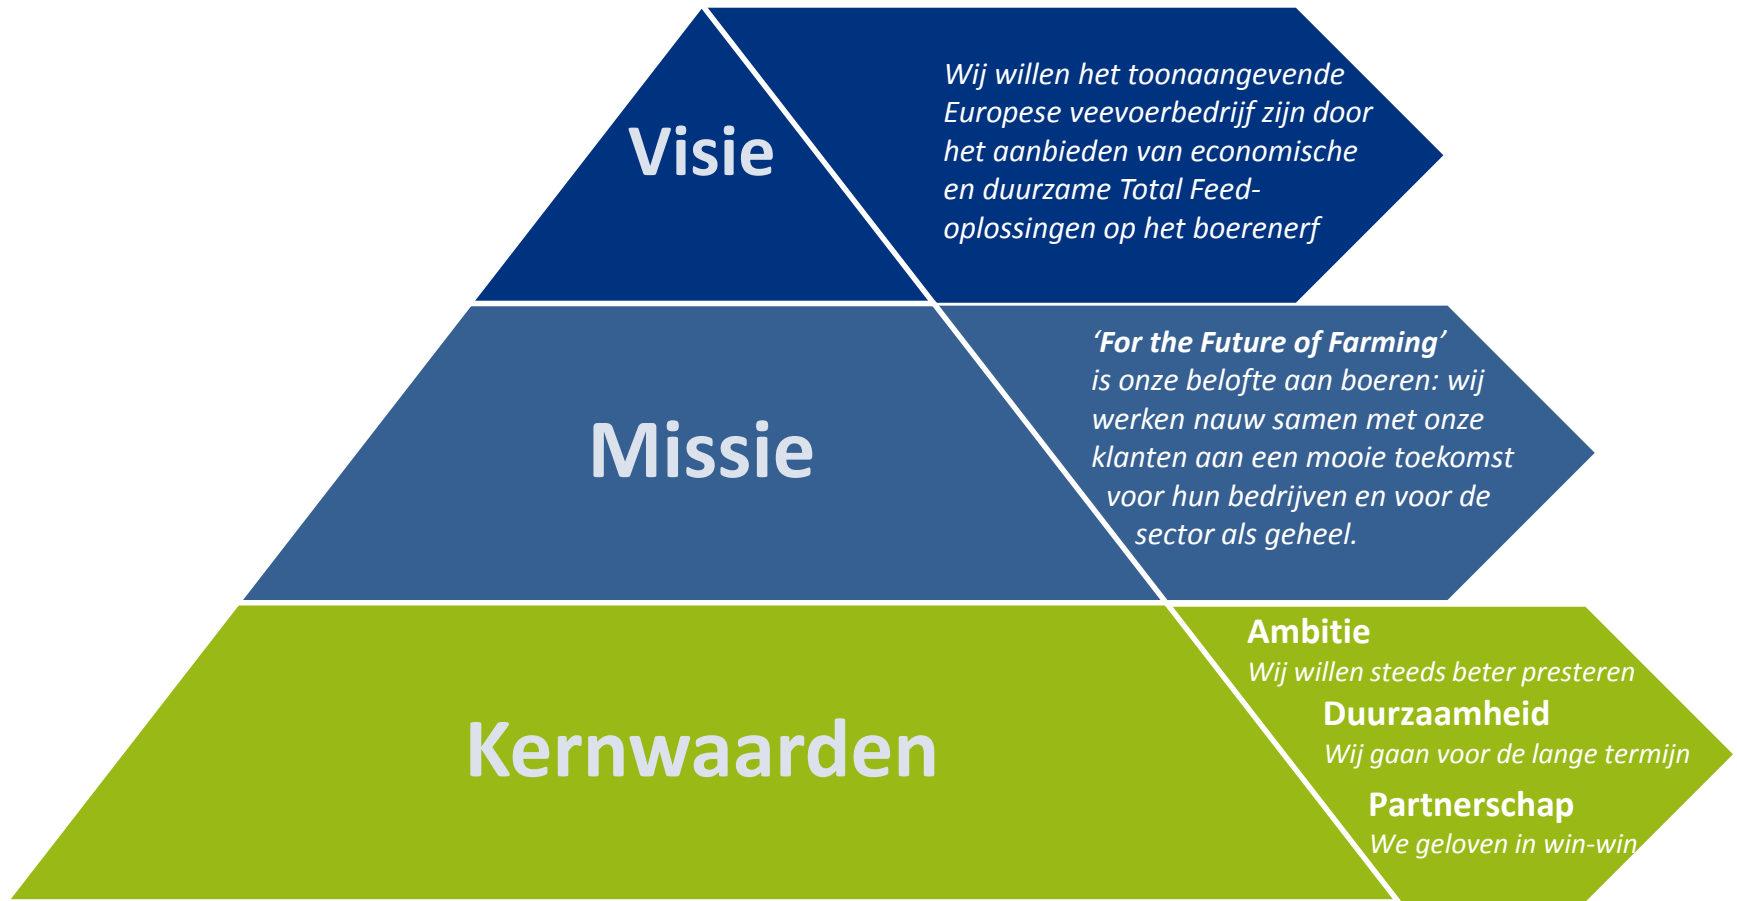 Visie
Wij willen het toonaangevende
Europese veevoerbedrijf zijn door
het aanbieden van economische
en duurzame Total Feed-
oplossingen op het boerenerf
Missie
‘For the Future of Farming’
is onze belofte aan boeren: wij
werken nauw samen met onze
klanten aan een mooie toekomst
voor hun bedrijven en voor de
sector als geheel.
Kernwaarden
Ambitie
Wij willen steeds beter presteren
Duurzaamheid
Wij gaan voor de lange termijn
Partnerschap
We geloven in win-win